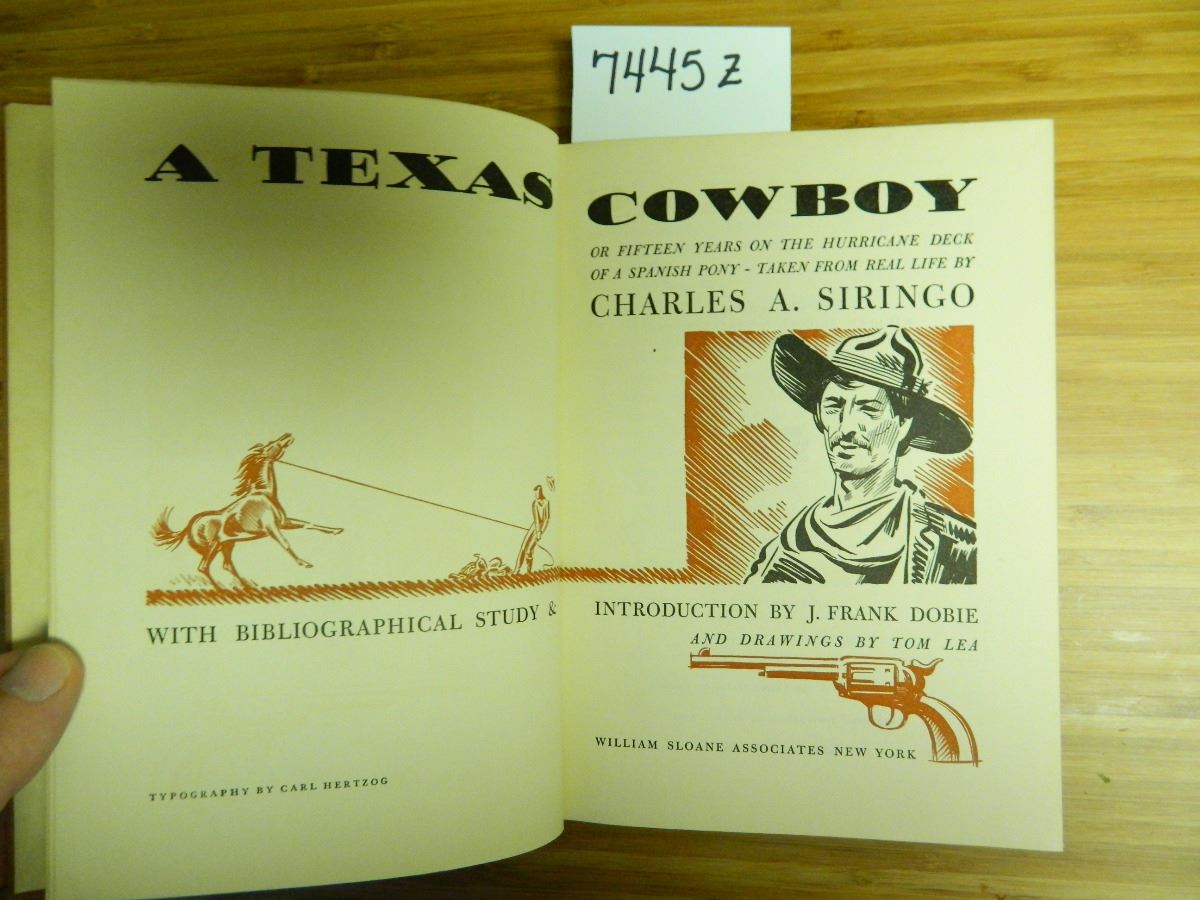 7445 Z
A TEXAS COWBOY
OR FIFTEEN YEARS ON THE HURRICANE DECK
OF A SPANISH PONY - TAKEN FROM REAL LIFE BY
CHARLES A. SIRINGO
WITH BIBLIOGRAPHICAL STUDY & INTRODUCTION BY J. FRANK DOBIE
AND DRAWINGS BY TOM LEA
WILLIAM SLOANE ASSOCIATES NEW YORK
TYPOGRAPHY BY CARL HERTZOG